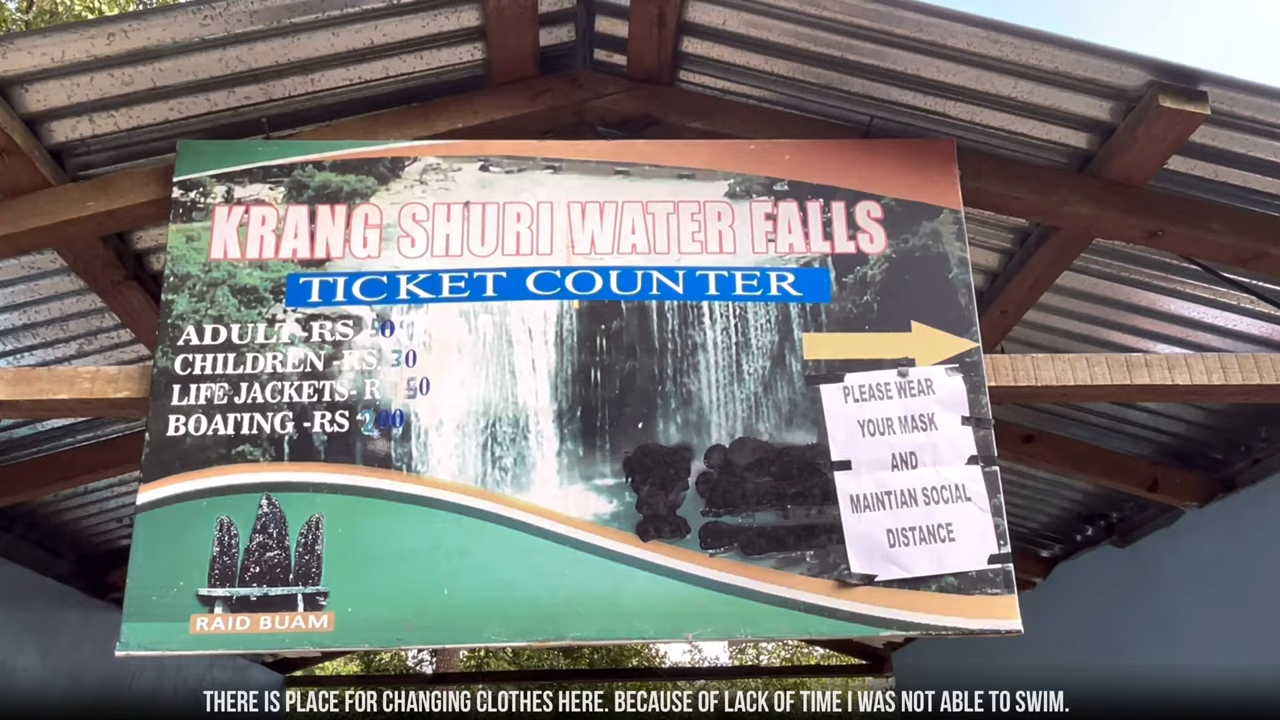 KRANG SHURI WATER FALLS
TICKET COUNTER
ADULT-RS 50
CHILDREN -RS. 30
LIFE JACKETS- R 50
BOATING -RS 200
PLEASE WEAR
YOUR MASK
AND
MAINTIAN SOCIAL
DISTANCE
RAID BUAM
THERE IS PLACE FOR CHANGING CLOTHES HERE. BECAUSE OF LACK OF TIME I WAS NOT ABLE TO SWIM.